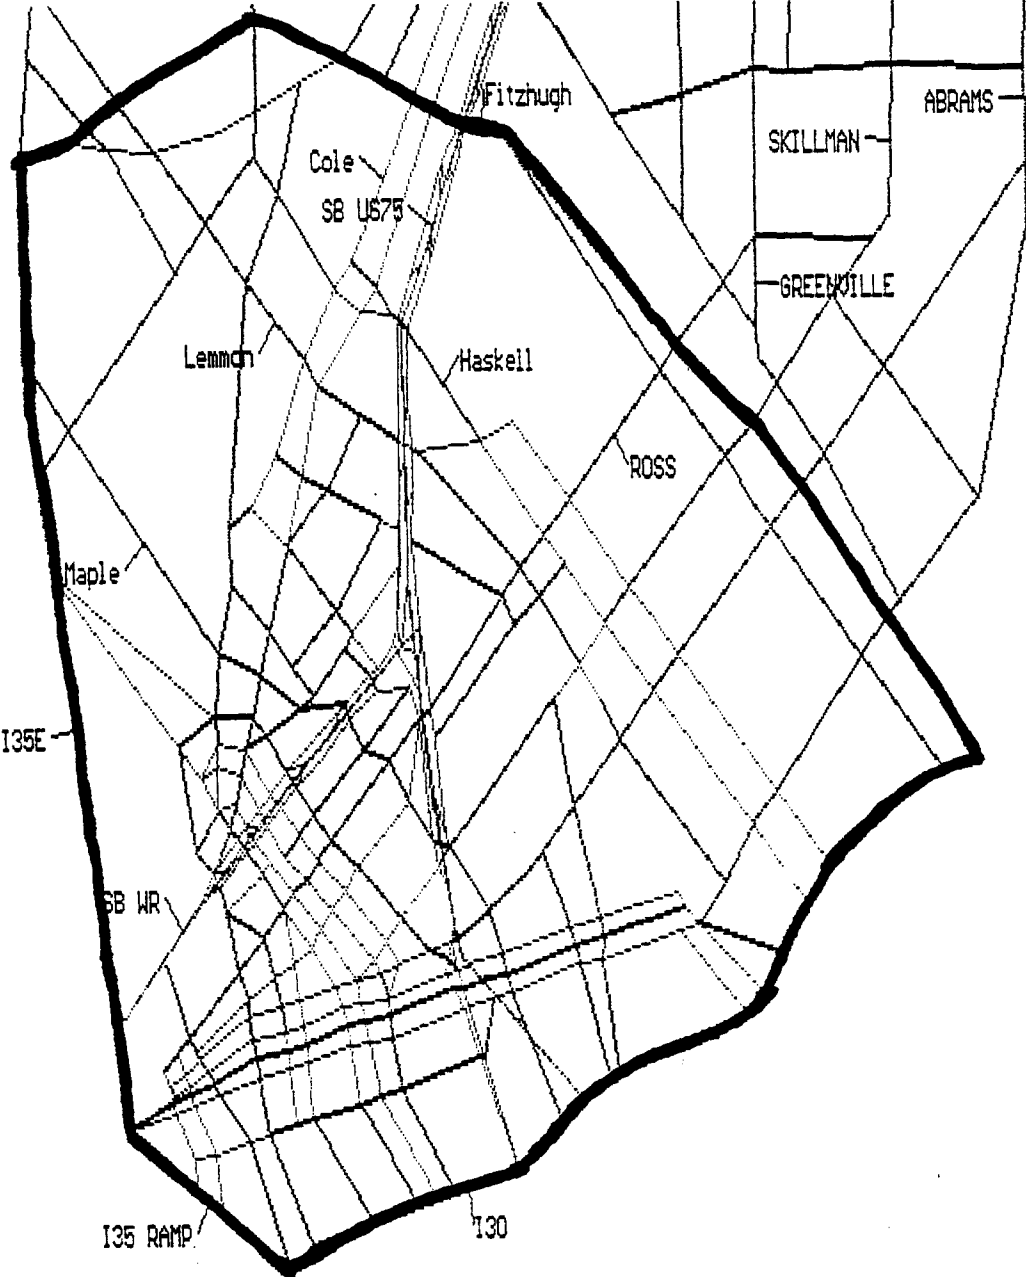 Fitzhugh
ABRAMS
SKILLMAN
Cole
SB US75
GREENVILLE
Lemmon
Haskell
ROSS
Maple
I35E
SB WR
I35 RAMP
I30